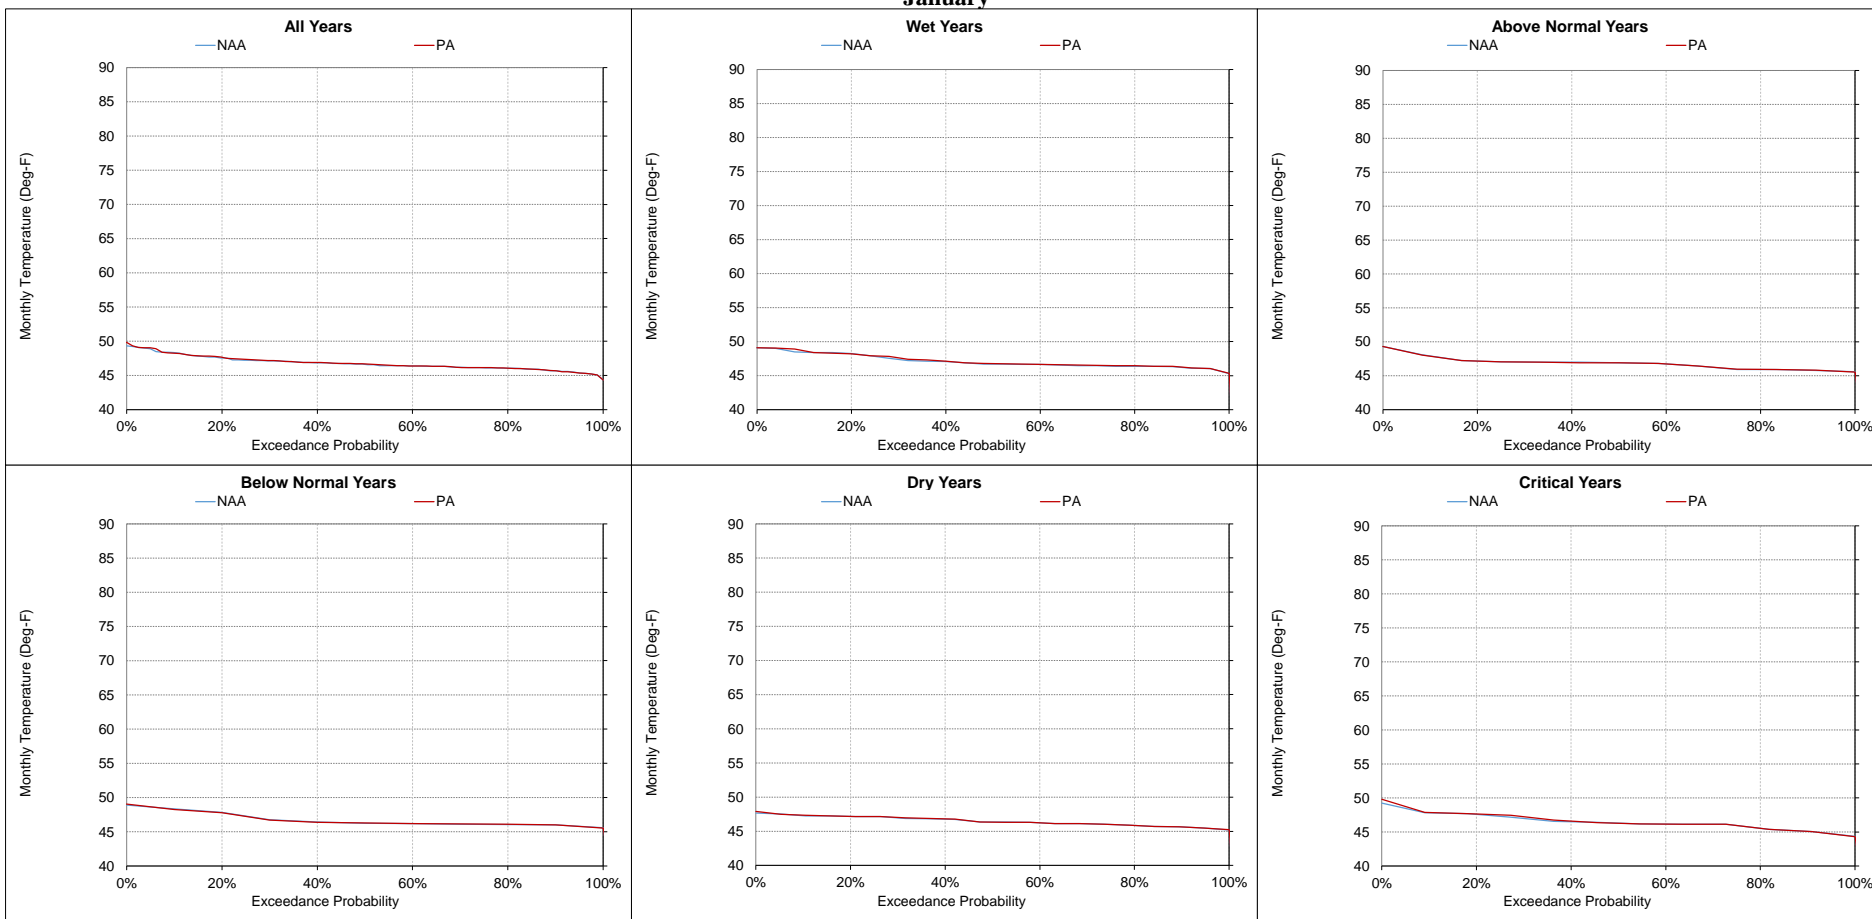 January
All Years
NAA PA
Monthly Temperature (Deg-F)
90
85
80
75
70
65
60
55
50
45
40
0% 20% 40% 60% 80% 100%
Exceedance Probability
Wet Years
NAA PA
Monthly Temperature (Deg-F)
90
85
80
75
70
65
60
55
50
45
40
0% 20% 40% 60% 80% 100%
Exceedance Probability
Above Normal Years
NAA PA
Monthly Temperature (Deg-F)
90
85
80
75
70
65
60
55
50
45
40
0% 20% 40% 60% 80% 100%
Exceedance Probability
Below Normal Years
NAA PA
Monthly Temperature (Deg-F)
90
85
80
75
70
65
60
55
50
45
40
0% 20% 40% 60% 80% 100%
Exceedance Probability
Dry Years
NAA PA
Monthly Temperature (Deg-F)
90
85
80
75
70
65
60
55
50
45
40
0% 20% 40% 60% 80% 100%
Exceedance Probability
Critical Years
NAA PA
Monthly Temperature (Deg-F)
90
85
80
75
70
65
60
55
50
45
40
0% 20% 40% 60% 80% 100%
Exceedance Probability